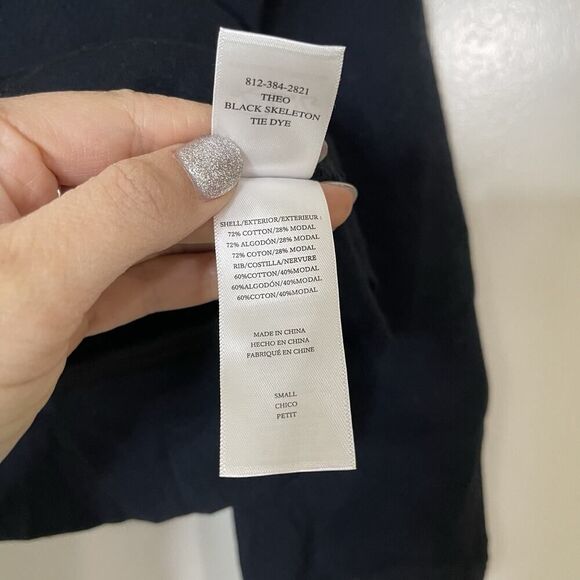 812-384-2821
THEO
BLACK SKELETON
TIE DYE
SHELL/EXTERIOR/EXTERIEUR :
72% COTTON/28% MODAL
72% ALGODÓN/28% MODAL
72% COTON/28% MODAL
RIB/COSTILLA/NERVURE
60%COTTON/40%MODAL
60%ALGODÓN/40%MODAL
60%COTON/40%MODAL
MADE IN CHINA
HECHO EN CHINA
FABRIQUÉ EN CHINE
SMALL
CHICO
PETIT